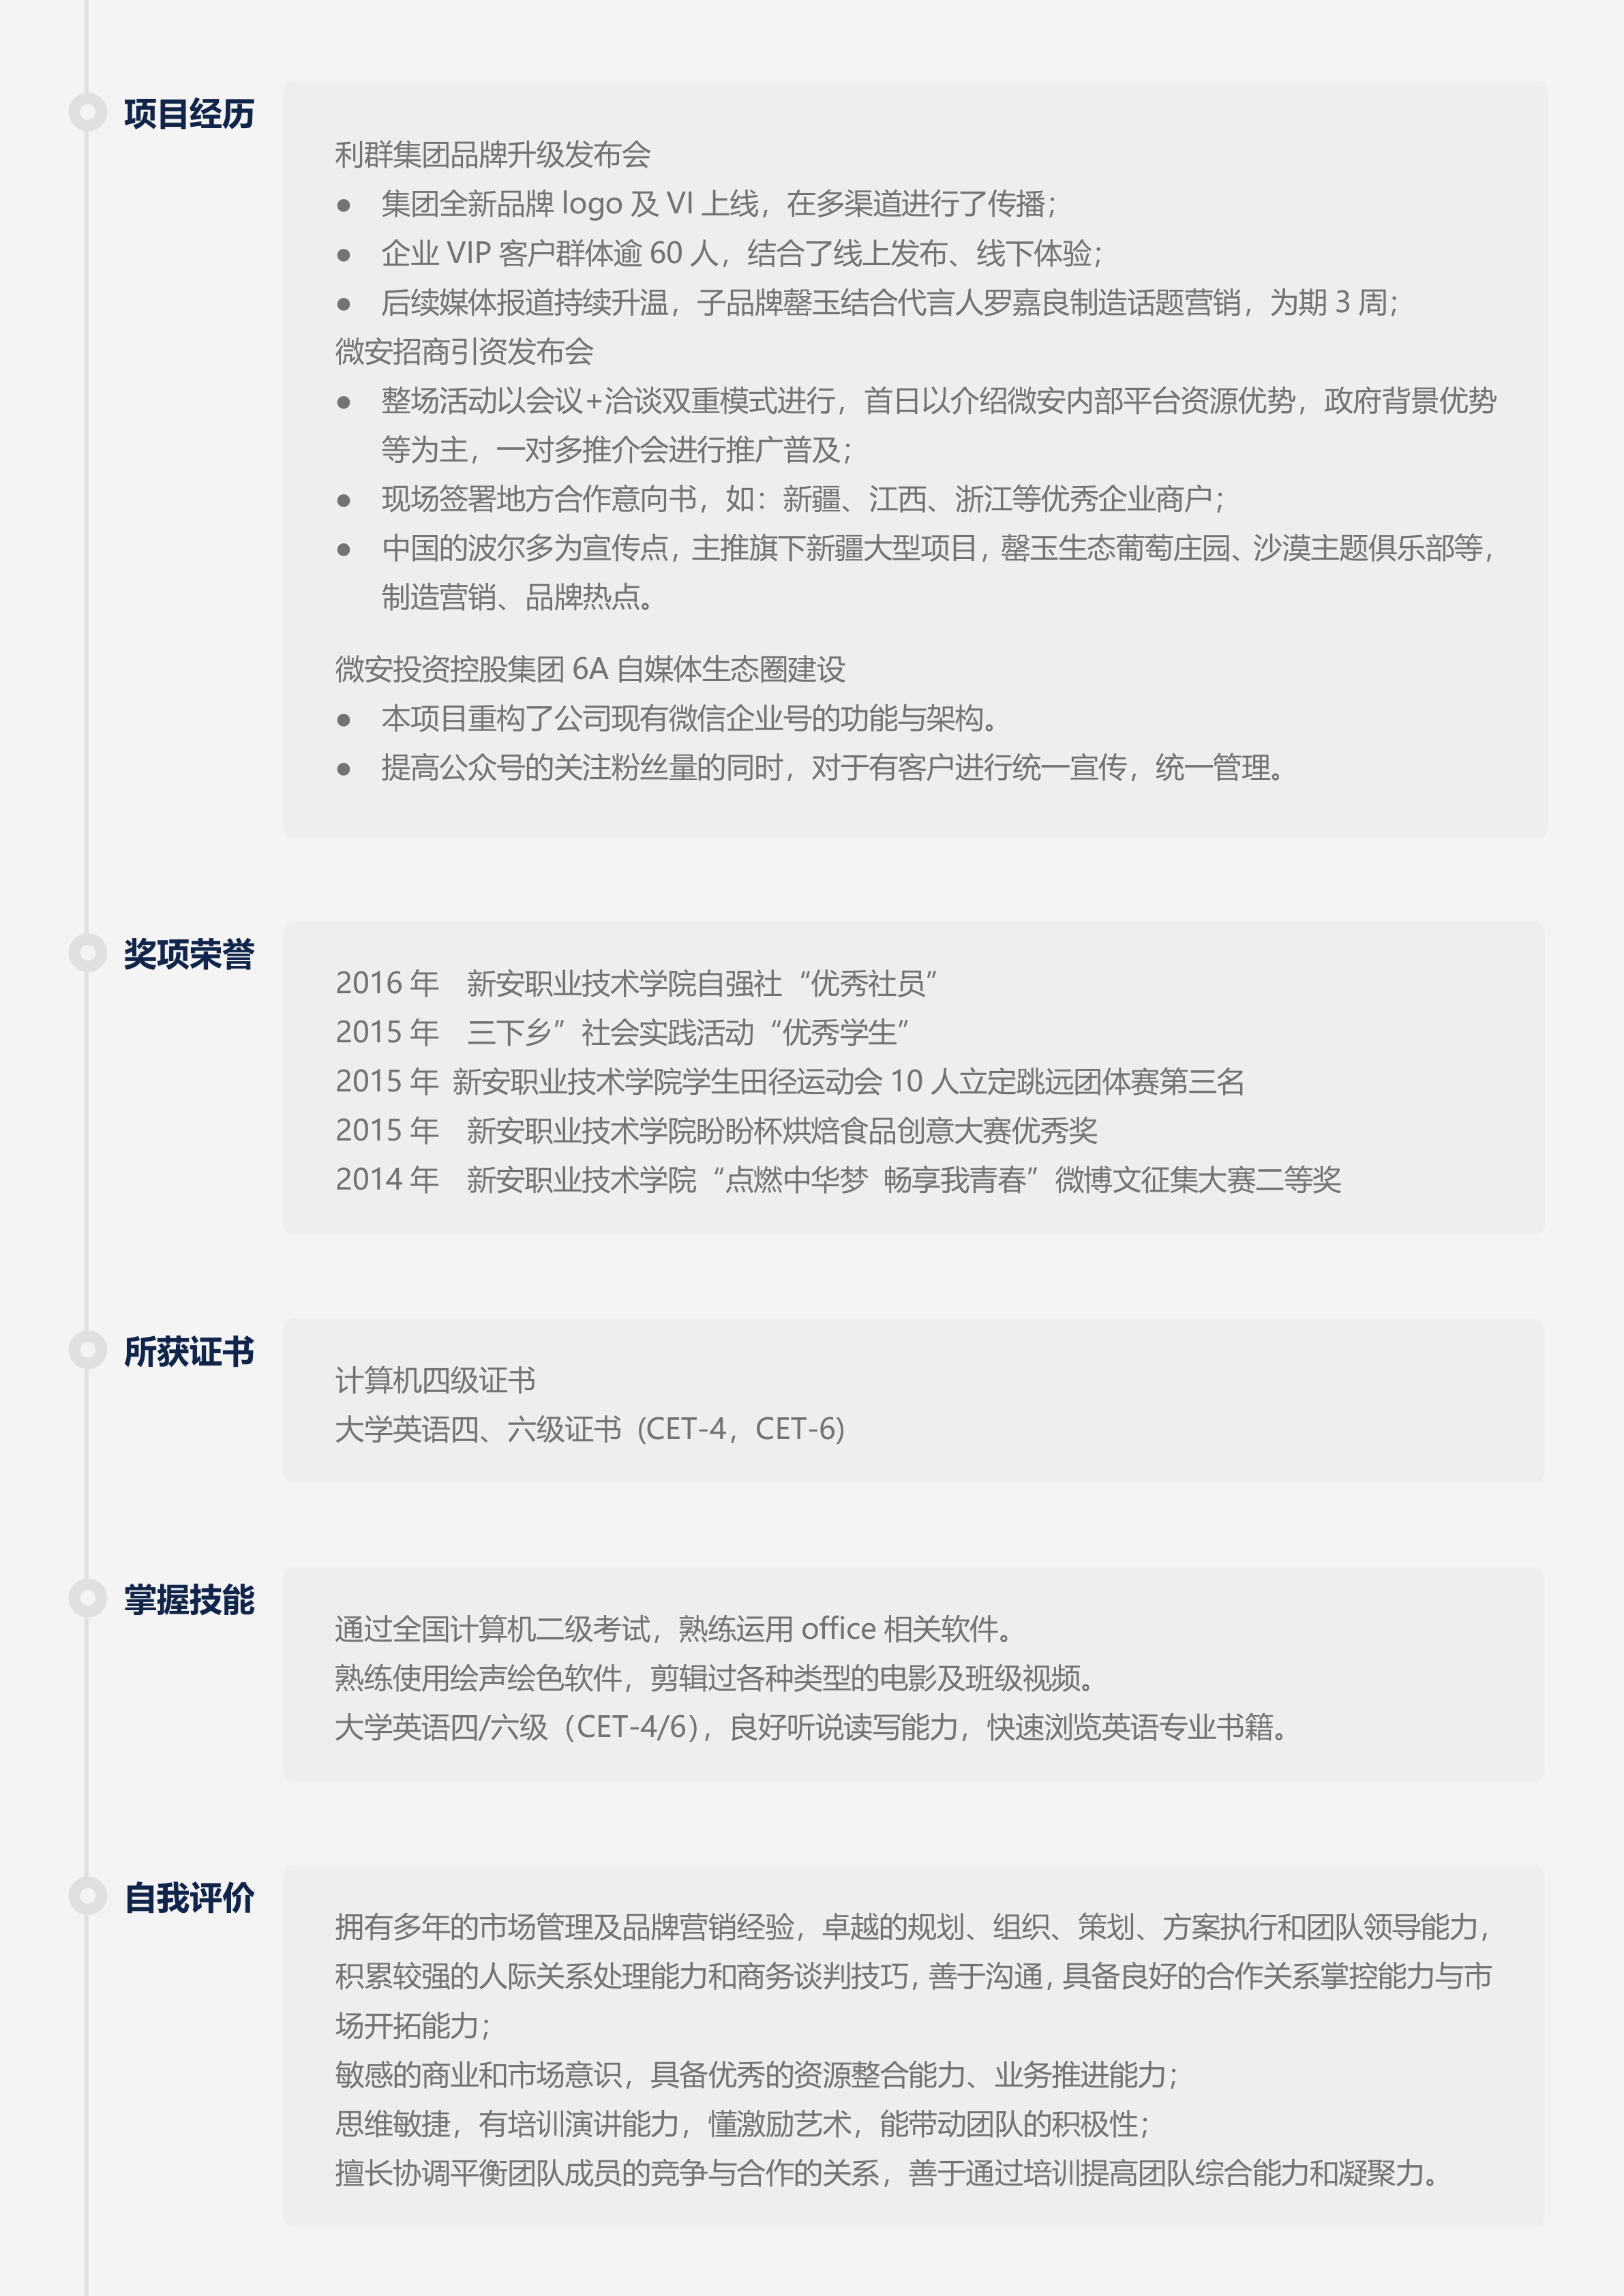 项目经历
利群集团品牌升级发布会
● 集团全新品牌 logo 及 VI 上线，在多渠道进行了传播；
● 企业 VIP 客户群体逾 60 人，结合了线上发布、线下体验；
● 后续媒体报道持续升温，子品牌罄玉结合代言人罗嘉良制造话题营销，为期 3 周；
微安招商引资发布会
● 整场活动以会议+洽谈双重模式进行，首日以介绍微安内部平台资源优势，政府背景优势
等为主，一对多推介会进行推广普及；
● 现场签署地方合作意向书，如：新疆、江西、浙江等优秀企业商户；
● 中国的波尔多为宣传点，主推旗下新疆大型项目，罄玉生态葡萄庄园、沙漠主题俱乐部等，
制造营销、品牌热点。
微安投资控股集团 6A 自媒体生态圈建设
● 本项目重构了公司现有微信企业号的功能与架构。
● 提高公众号的关注粉丝量的同时，对于有客户进行统一宣传，统一管理。
奖项荣誉
2016 年 新安职业技术学院自强社“优秀社员”
2015 年 三下乡”社会实践活动“优秀学生”
2015 年 新安职业技术学院学生田径运动会 10 人立定跳远团体赛第三名
2015 年 新安职业技术学院盼盼杯烘焙食品创意大赛优秀奖
2014 年 新安职业技术学院“点燃中华梦 畅享我青春”微博文征集大赛二等奖
所获证书
计算机四级证书
大学英语四、六级证书 (CET-4，CET-6)
掌握技能
通过全国计算机二级考试，熟练运用 office 相关软件。
熟练使用绘声绘色软件，剪辑过各种类型的电影及班级视频。
大学英语四/六级（CET-4/6），良好听说读写能力，快速浏览英语专业书籍。
自我评价
拥有多年的市场管理及品牌营销经验，卓越的规划、组织、策划、方案执行和团队领导能力，
积累较强的人际关系处理能力和商务谈判技巧，善于沟通，具备良好的合作关系掌控能力与市
场开拓能力；
敏感的商业和市场意识，具备优秀的资源整合能力、业务推进能力；
思维敏捷，有培训演讲能力，懂激励艺术，能带动团队的积极性；
擅长协调平衡团队成员的竞争与合作的关系，善于通过培训提高团队综合能力和凝聚力。